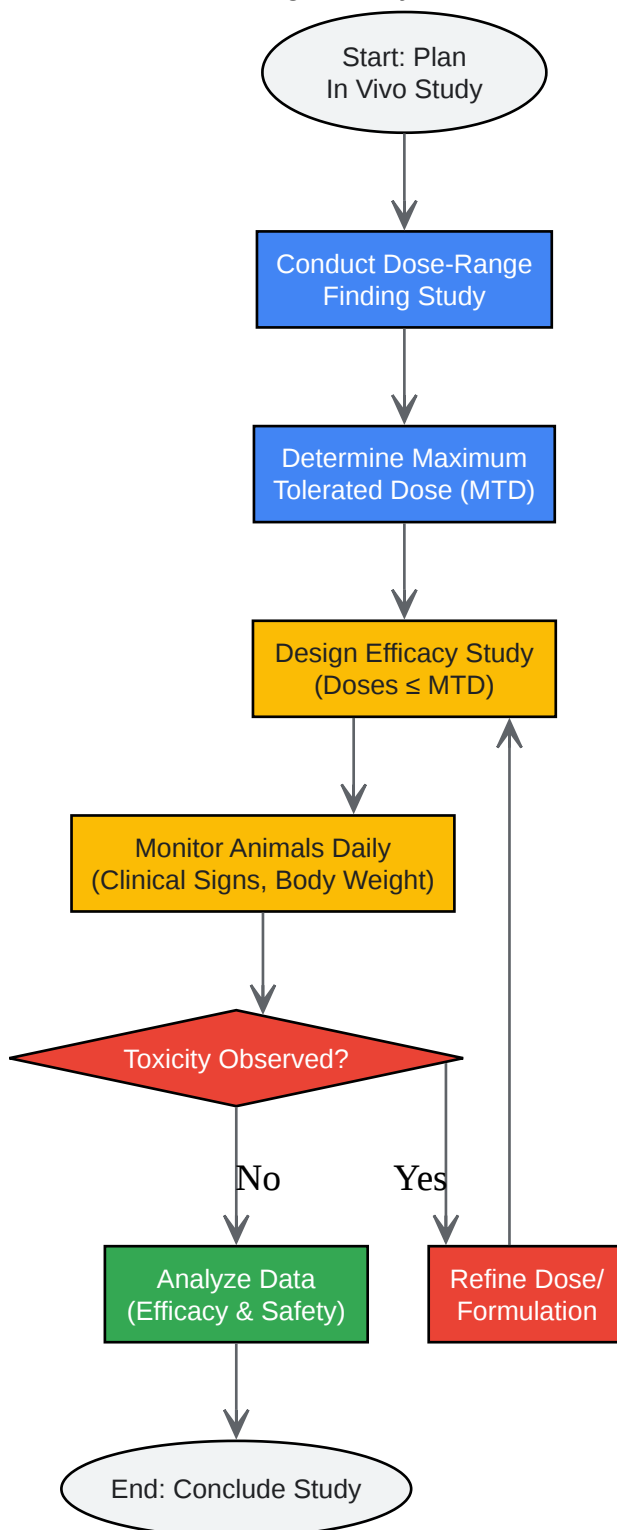 Start: Plan
In Vivo Study
Conduct Dose-Range
Finding Study
Determine Maximum
Tolerated Dose (MTD)
Design Efficacy Study
(Doses ≤ MTD)
Monitor Animals Daily
(Clinical Signs, Body Weight)
Toxicity Observed?
No
Yes
Analyze Data
(Efficacy & Safety)
Refine Dose/
Formulation
End: Conclude Study